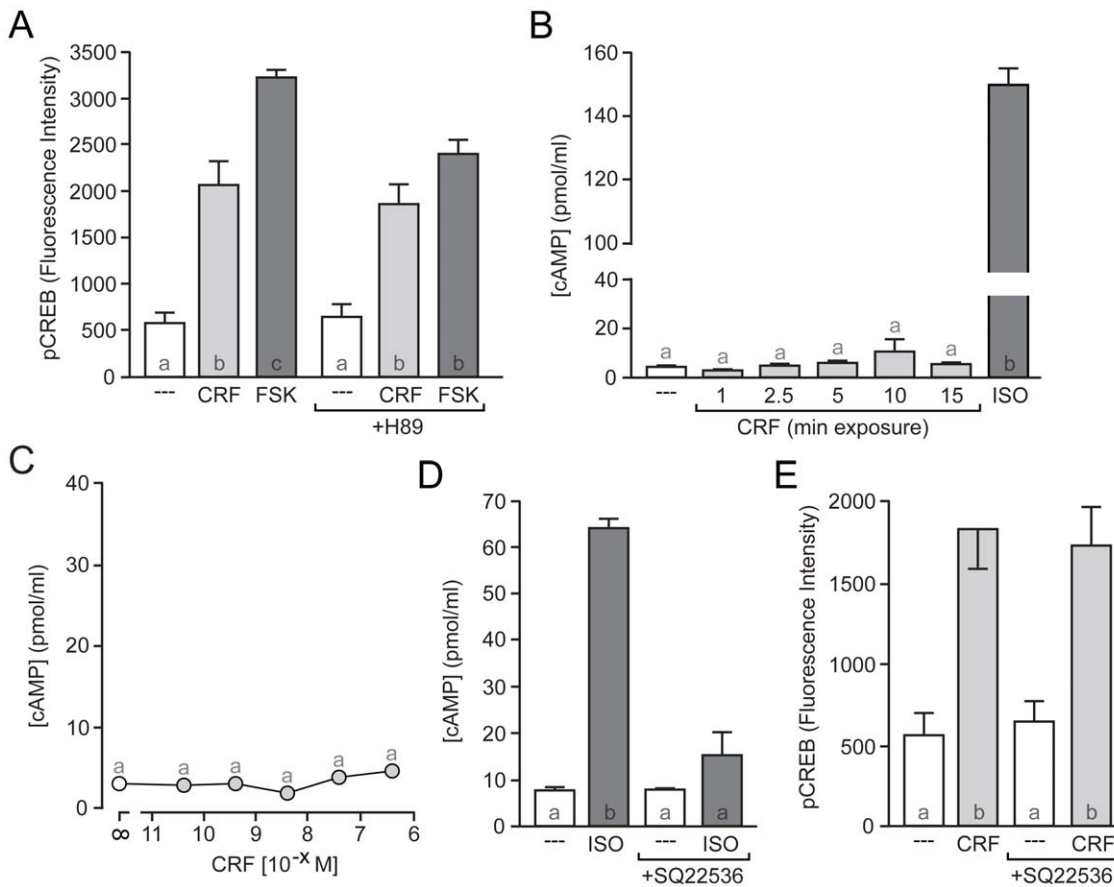 A
pCREB (Fluorescence Intensity)
3500
3000
2500
2000
1500
1000
500
0
a b c a b b
--- CRF FSK --- CRF FSK
+H89
B
[cAMP] (pmol/ml)
160
140
120
100
40
20
0
a a a a a a b
--- 1 2.5 5 10 15 ISO
CRF (min exposure)
C
[cAMP] (pmol/ml)
40
30
20
10
0
a a a a a a
∞ 11 10 9 8 7 6
CRF [10-X M]
D
[cAMP] (pmol/ml)
70
60
50
40
30
20
10
0
a b a a
--- ISO --- ISO
+SQ22536
E
pCREB (Fluorescence Intensity)
2000
1500
1000
500
0
a b a b
--- CRF --- CRF
+SQ22536